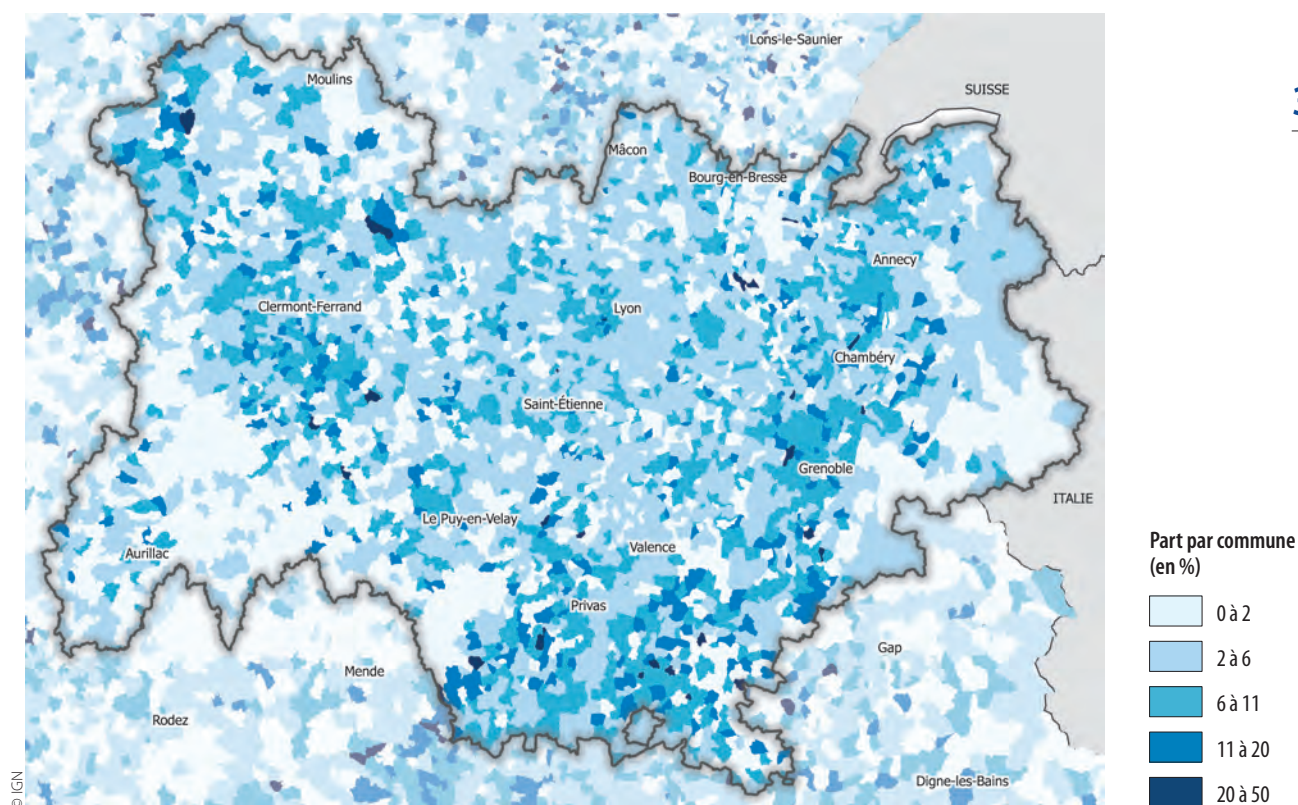 Lons-le-Saunier
Moulins
SUISSE
Mâcon
Bourg-en-Bresse
Annecy
Clermont-Ferrand
Lyon
Chambéry
Saint-Étienne
Grenoble
ITALIE
Le Puy-en-Velay
Valence
Aurillac
Privas
Gap
Mende
Rodez
Digne-les-Bains
© IGN
Part par commune
(en %)
0 à 2
2 à 6
6 à 11
11 à 20
20 à 50